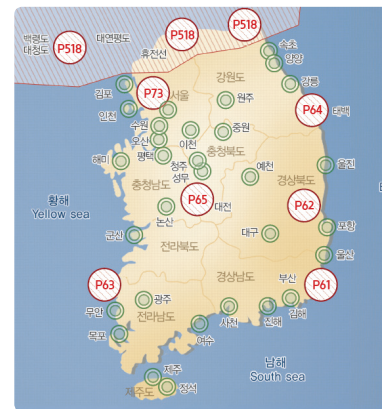 P518
P518
백령도
대청도
P518
대연평도
휴전선
속초
양양
강원도
김포
P73
서울
강릉
원주
인천
P64
태백
수원
이천
중원
오산
충청북도
해미
평택
청주
성무
예천
울진
충청남도
경상북도
황해
Yellow sea
P65
대전
P62
논산
군산
대구
포항
전라북도
울산
경상남도
P63
부산
P61
광주
무안
전라남도
사천
진해
김해
목포
여수
남해
South sea
제주
제주도
정석
E